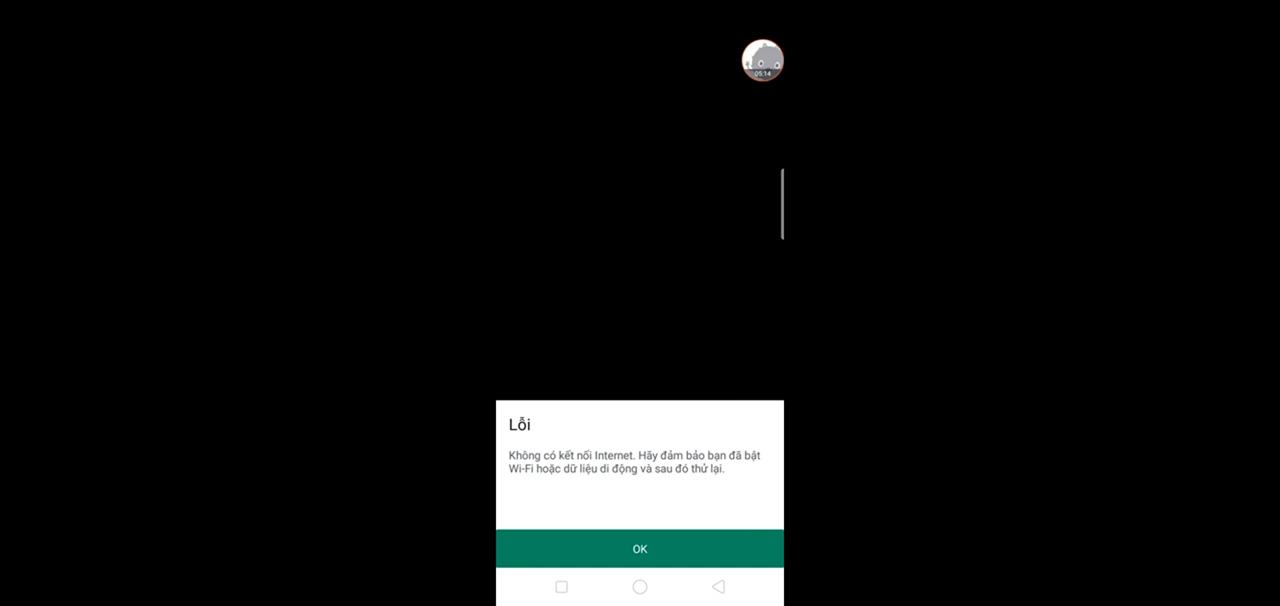 05:14
Lỗi
Không có kết nối Internet. Hãy đảm bảo bạn đã bật
Wi-Fi hoặc dữ liệu di động và sau đó thử lại.
OK